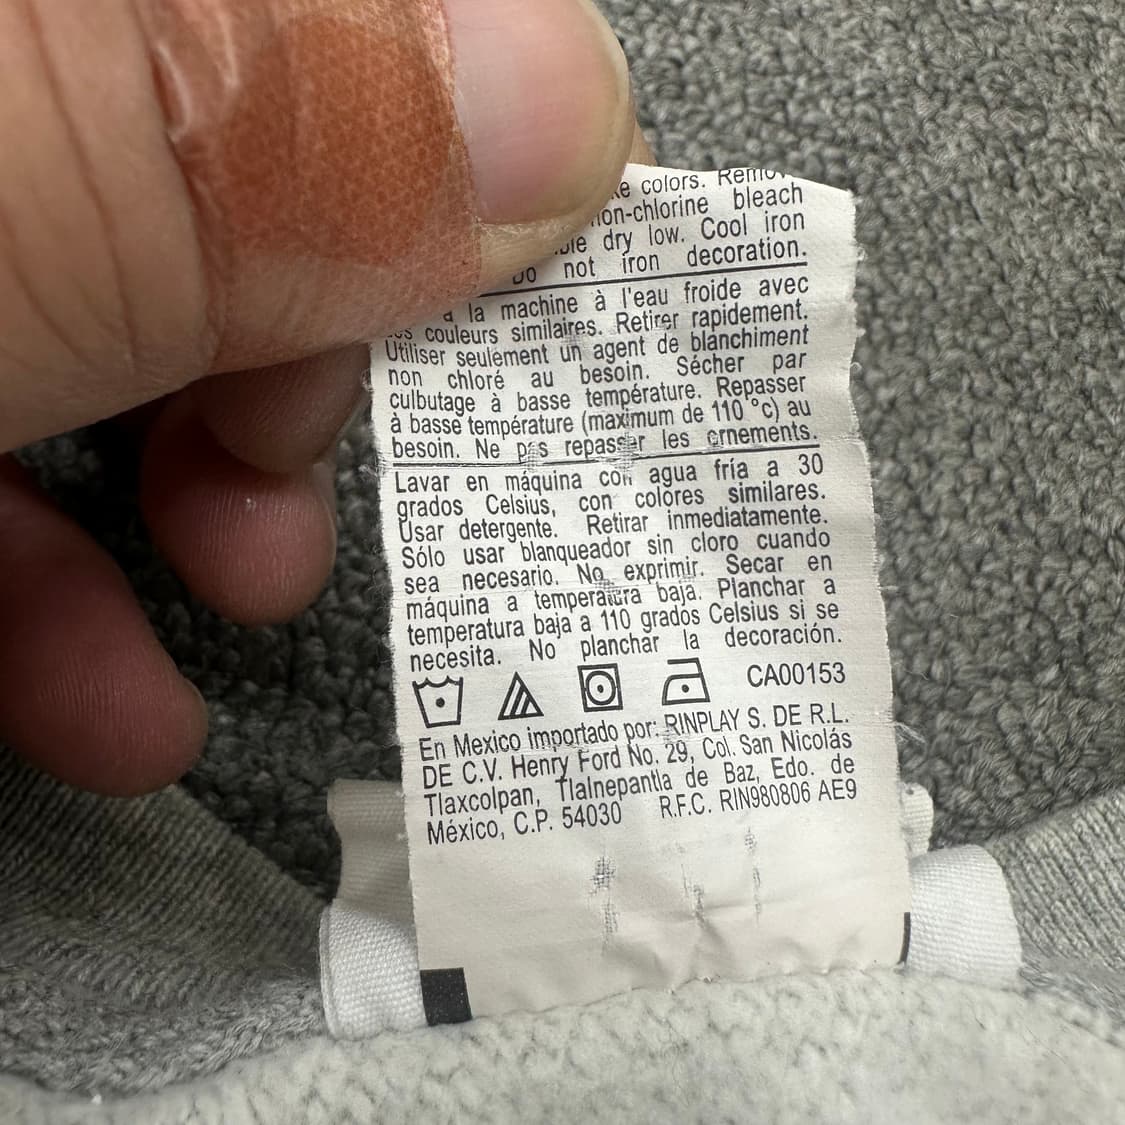 colors.
non-chlorine bleach
dry low. Cool iron
Do not iron decoration.
à la machine à l'eau froide avec
couleurs similaires. Retirer rapidement.
Utiliser seulement un agent de blanchiment
non chloré au besoin. Sécher par
culbutage à basse température. Repasser
à basse température (maximum de 110 °c) au
besoin. Ne pas repasser les ornements.
Lavar en máquina con agua fría a 30
grados Celsius, con colores similares.
Usar detergente. Retirar inmediatamente.
Sólo usar blanqueador sin cloro cuando
sea necesario. No exprimir. Secar en
máquina a temperatura baja. Planchar a
temperatura baja a 110 grados Celsius si se
necesita. No planchar la decoración.
CA00153
En Mexico importado por: RINPLAY S. DE R.L.
DE C.V. Henry Ford No. 29, Col. San Nicolás
Tlaxcolpan, Tlalnepantla de Baz, Edo. de
México, C.P. 54030 R.F.C. RIN980806 AE9